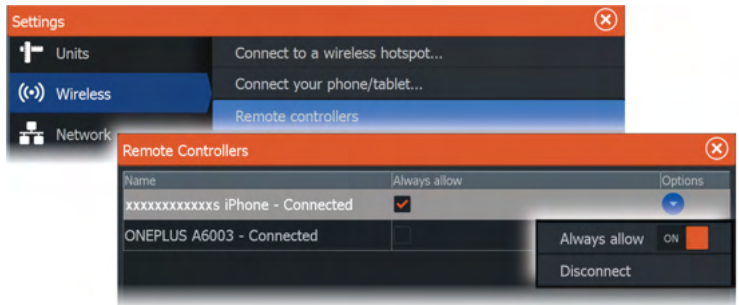 Settings
Units
Connect to a wireless hotspot...
Wireless
Connect your phone/tablet...
Remote controllers
Network
Remote Controllers
Name Always allow Options
xxxxxxxxxxxxs iPhone - Connected
ONEPLUS A6003 - Connected
Always allow ON
Disconnect